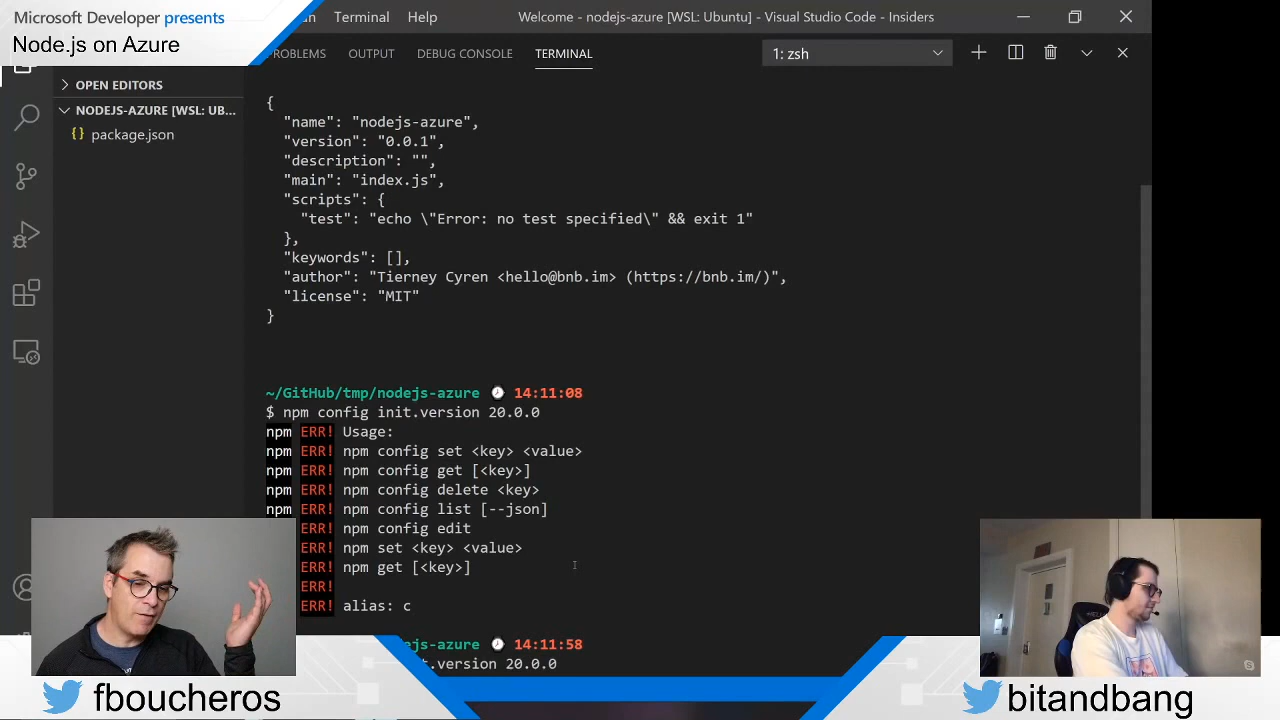 Microsoft Developer presents
Node.js on Azure
Terminal Help
Welcome - nodejs-azure [WSL: Ubuntu] - Visual Studio Code - Insiders
OUTPUT DEBUG CONSOLE TERMINAL
1: zsh
OPEN EDITORS
NODEJS-AZURE [WSL: UB...
{} package.json
{
"name": "nodejs-azure",
"version": "0.0.1",
"description": "",
"main": "index.js",
"scripts": {
"test": "echo \"Error: no test specified\" && exit 1"
},
"keywords": [],
"author": "Tierney Cyren <hello@bnb.im> (https://bnb.im/)",
"license": "MIT"
}
~/GitHub/tmp/nodejs-azure 14:11:08
$ npm config init.version 20.0.0
npm ERR! Usage:
npm ERR! npm config set <key> <value>
npm ERR! npm config get [<key>]
npm ERR! npm config delete <key>
npm ERR! npm config list [--json]
ERR! npm config edit
ERR! npm set <key> <value>
ERR! npm get [<key>]
ERR!
ERR! alias: c
s-azure 14:11:58
t.version 20.0.0
fboucheros
bitandbang